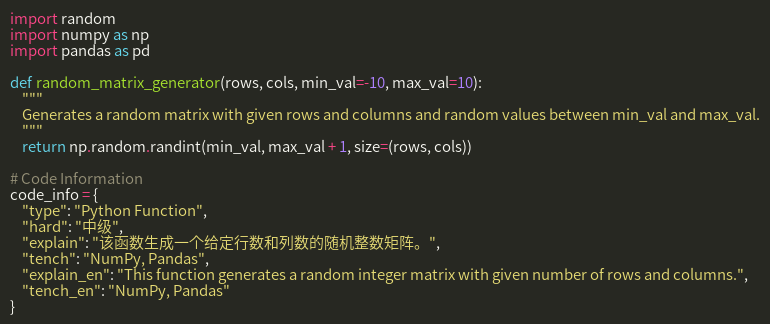 import random
import numpy as np
import pandas as pd

def random_matrix_generator(rows, cols, min_val=-10, max_val=10):
    """
    Generates a random matrix with given rows and columns and random values between min_val and max_val.
    """
    return np.random.randint(min_val, max_val + 1, size=(rows, cols))

# Code Information
code_info = {
    "type": "Python Function",
    "hard": "中级",
    "explain": "该函数生成一个给定行数和列数的随机整数矩阵。",
    "tench": "NumPy, Pandas",
    "explain_en": "This function generates a random integer matrix with given number of rows and columns.",
    "tench_en": "NumPy, Pandas"
}